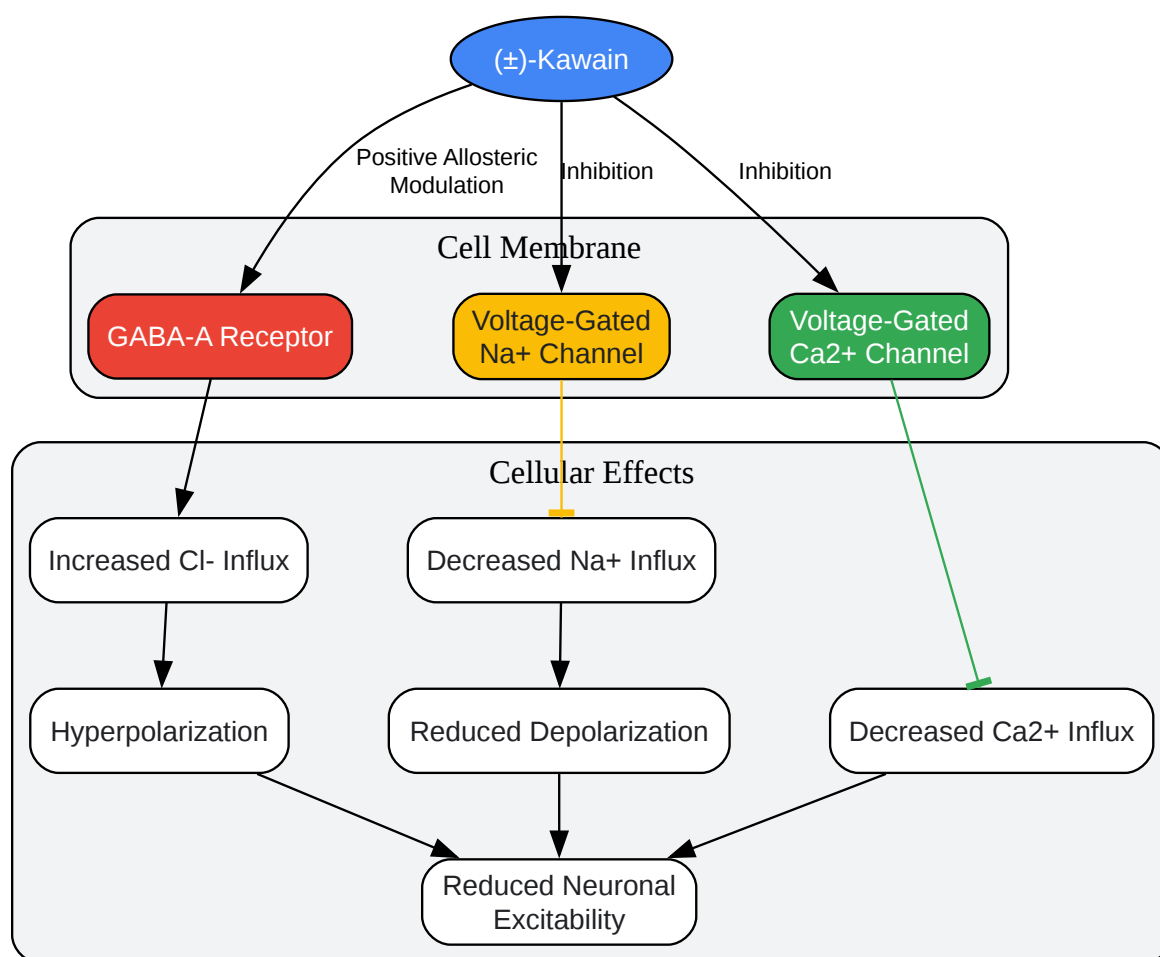 (±)-Kawain
Positive Allosteric
Modulation
Inhibition
Inhibition
Cell Membrane
GABA-A Receptor
Voltage-Gated
Na+ Channel
Voltage-Gated
Ca2+ Channel
Cellular Effects
Increased Cl- Influx
Decreased Na+ Influx
Hyperpolarization
Reduced Depolarization
Decreased Ca2+ Influx
Reduced Neuronal
Excitability